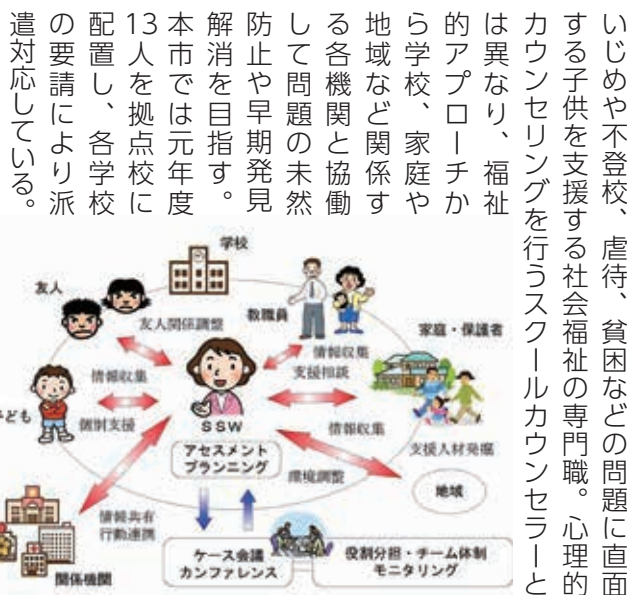 いじめや不登校、虐待、貧困などの問題に直面
する子供を支援する社会福祉の専門職。心理的
カウンセリングを行うスクールカウンセラーと
は異なり、福祉
的アプローチか
ら学校、家庭や
地域など関係す
る各機関と協働
して問題の未然
防止や早期発見
解消を目指す。
本市では元年度
13人を拠点校に
配置し、各学校
の要請により派
遣対応している。
学校
友人
教職員
友人関係調整
家庭・保護者
情報収集
支援相談
情報収集
子ども
個別支援
SSW
情報収集
支援人材発掘
アセスメント
プランニング
環境調整
地域
情報共有
行動連携
関係機関
ケース会議
カンファレンス
役割分担・チーム体制
モニタリング